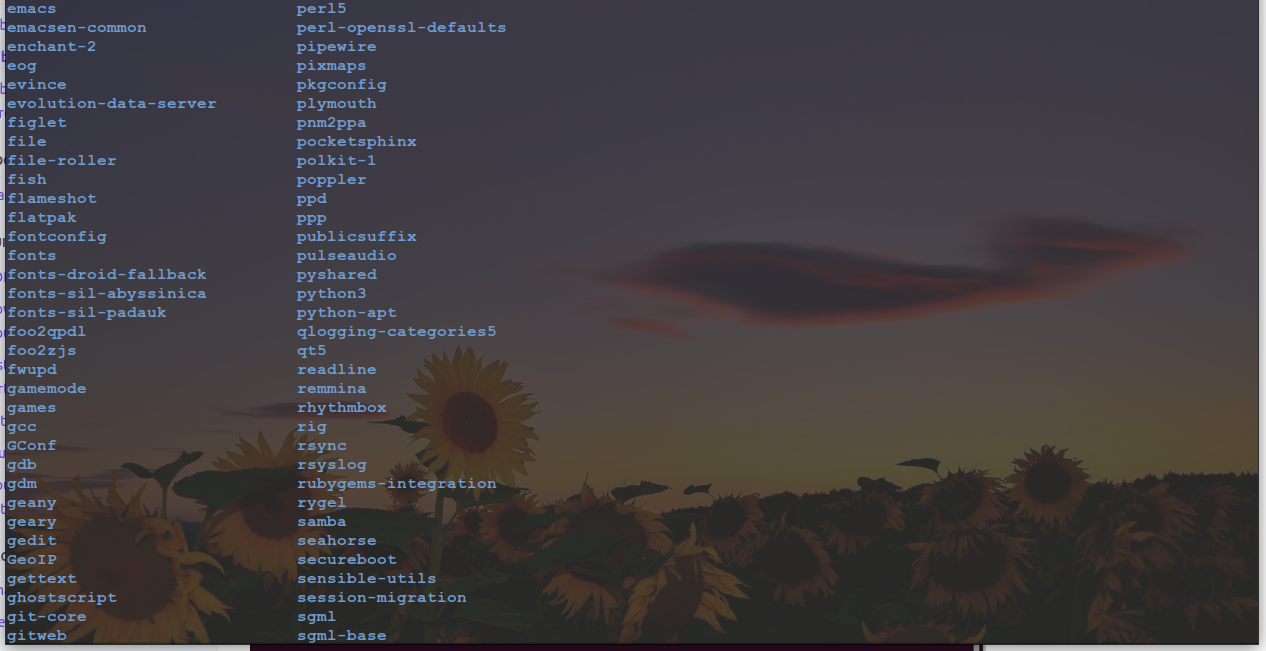 emacs perl5
emacsen-common perl-openssl-defaults
enchant-2 pipewire
eog pixmaps
evince pkgconfig
evolution-data-server plymouth
figlet pnm2ppa
file pocketsphinx
file-roller polkit-1
fish poppler
flameshot ppd
flatpak ppp
fontconfig publicsuffix
fonts pulseaudio
fonts-droid-fallback pyshared
fonts-sil-abyssinica python3
fonts-sil-padauk python-apt
foo2qpdl qlogging-categories5
foo2zjs qt5
fwupd readline
gamemode remmina
games rhythmbox
gcc rig
GConf rsync
gdb rsyslog
gdm rubygems-integration
geany rygel
geary samba
gedit seahorse
GeoIP secureboot
gettext sensible-utils
ghostscript session-migration
git-core sgml
gitweb sgml-base